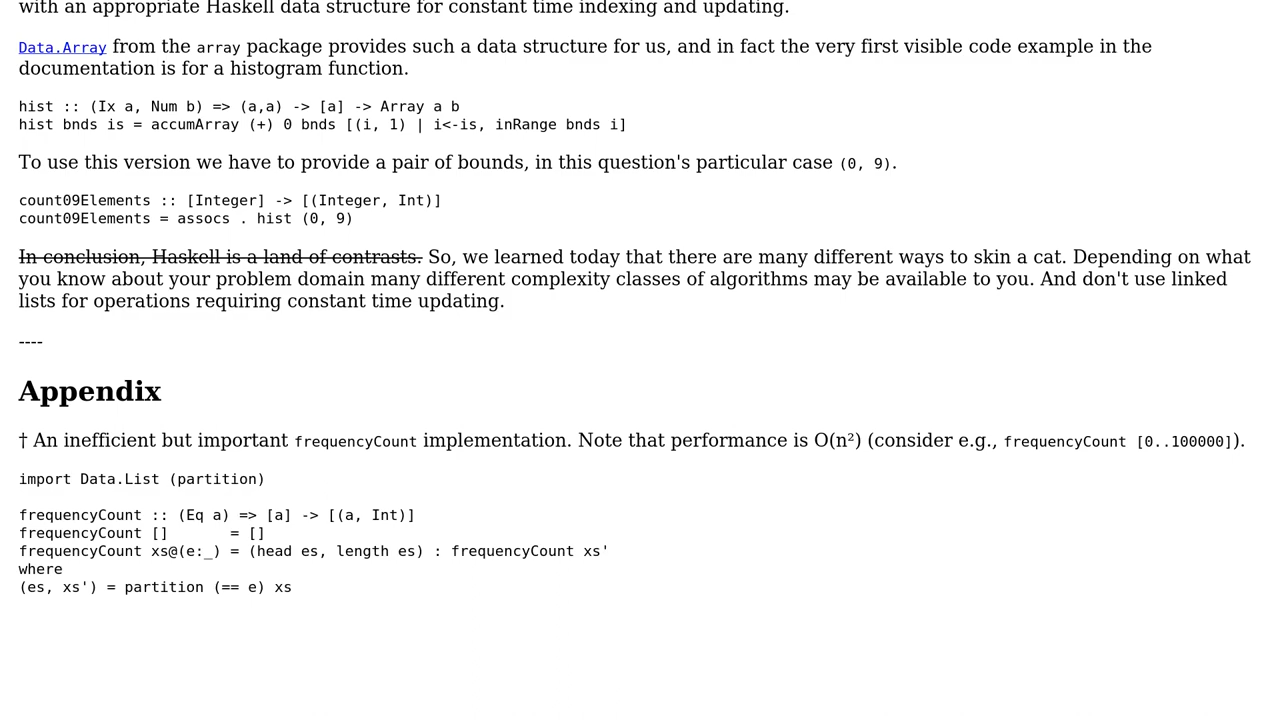 with an appropriate Haskell data structure for constant time indexing and updating.
Data.Array from the array package provides such a data structure for us, and in fact the very first visible code example in the
documentation is for a histogram function.
hist :: (Ix a, Num b) => (a,a) -> [a] -> Array a b
hist bnds is = accumArray (+) 0 bnds [(i, 1) | i<-is, inRange bnds i]
To use this version we have to provide a pair of bounds, in this question's particular case (0, 9).
count09Elements :: [Integer] -> [(Integer, Int)]
count09Elements = assocs . hist (0, 9)
In conclusion, Haskell is a land of contrasts. So, we learned today that there are many different ways to skin a cat. Depending on what
you know about your problem domain many different complexity classes of algorithms may be available to you. And don't use linked
lists for operations requiring constant time updating.
----
Appendix
† An inefficient but important frequencyCount implementation. Note that performance is O(n²) (consider e.g., frequencyCount [0..100000]).
import Data.List (partition)
frequencyCount :: (Eq a) => [a] -> [(a, Int)]
frequencyCount []       = []
frequencyCount xs@(e:_) = (head es, length es) : frequencyCount xs'
where
(es, xs') = partition (== e) xs